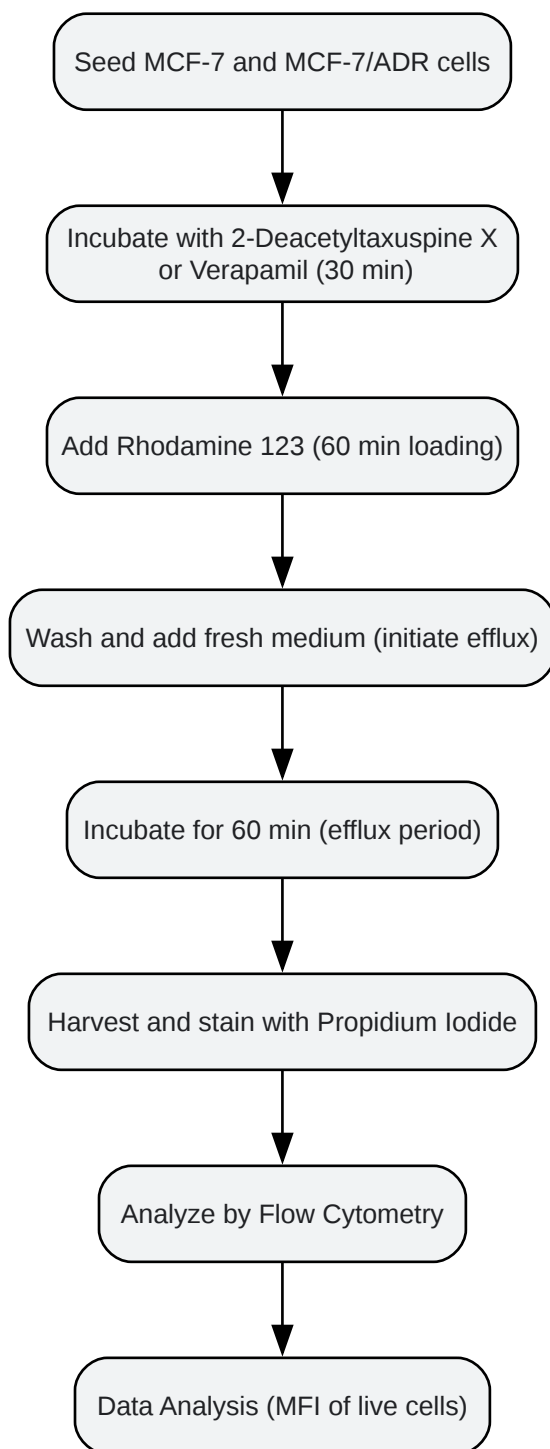 Seed MCF-7 and MCF-7/ADR cells
Incubate with 2-Deacetyltaxuspine X
or Verapamil (30 min)
Add Rhodamine 123 (60 min loading)
Wash and add fresh medium (initiate efflux)
Incubate for 60 min (efflux period)
Harvest and stain with Propidium Iodide
Analyze by Flow Cytometry
Data Analysis (MFI of live cells)